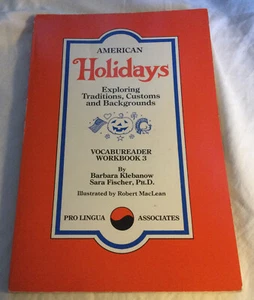 AMERICAN
Holidays
Exploring
Traditions, Customs
and Backgrounds
VOCABUREADER
WORKBOOK 3
By
Barbara Klebanow
Sara Fischer, PH.D.
Illustrated by Robert MacLean
PRO LINGUA ASSOCIATES